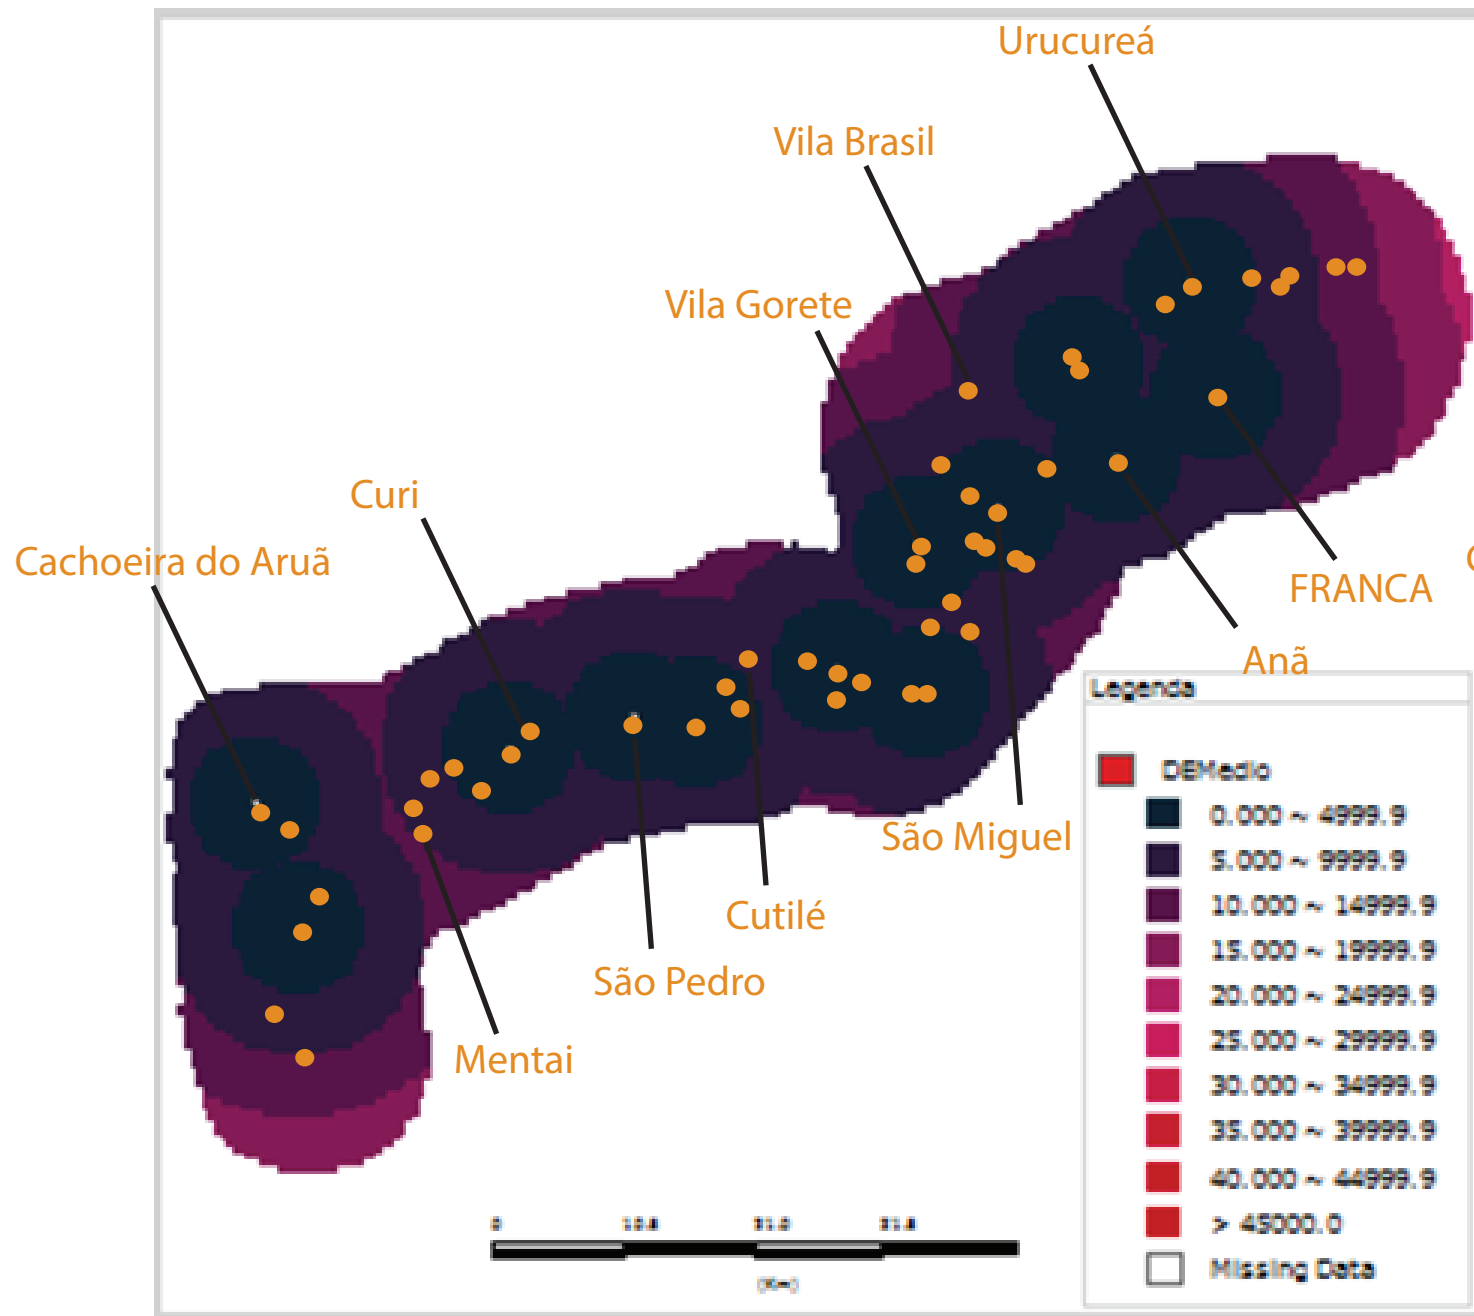 Urucureá
Vila Brasil
Vila Gorete
Curi
Cachoeira do Aruã
FRANCA
Anã
São Miguel
Cutilé
São Pedro
Mentai
Legenda
DEMedio
0.000 ~ 4999.9
5.000 ~ 9999.9
10.000 ~ 14999.9
15.000 ~ 19999.9
20.000 ~ 24999.9
25.000 ~ 29999.9
30.000 ~ 34999.9
35.000 ~ 39999.9
40.000 ~ 44999.9
> 45000.0
Missing Data
0